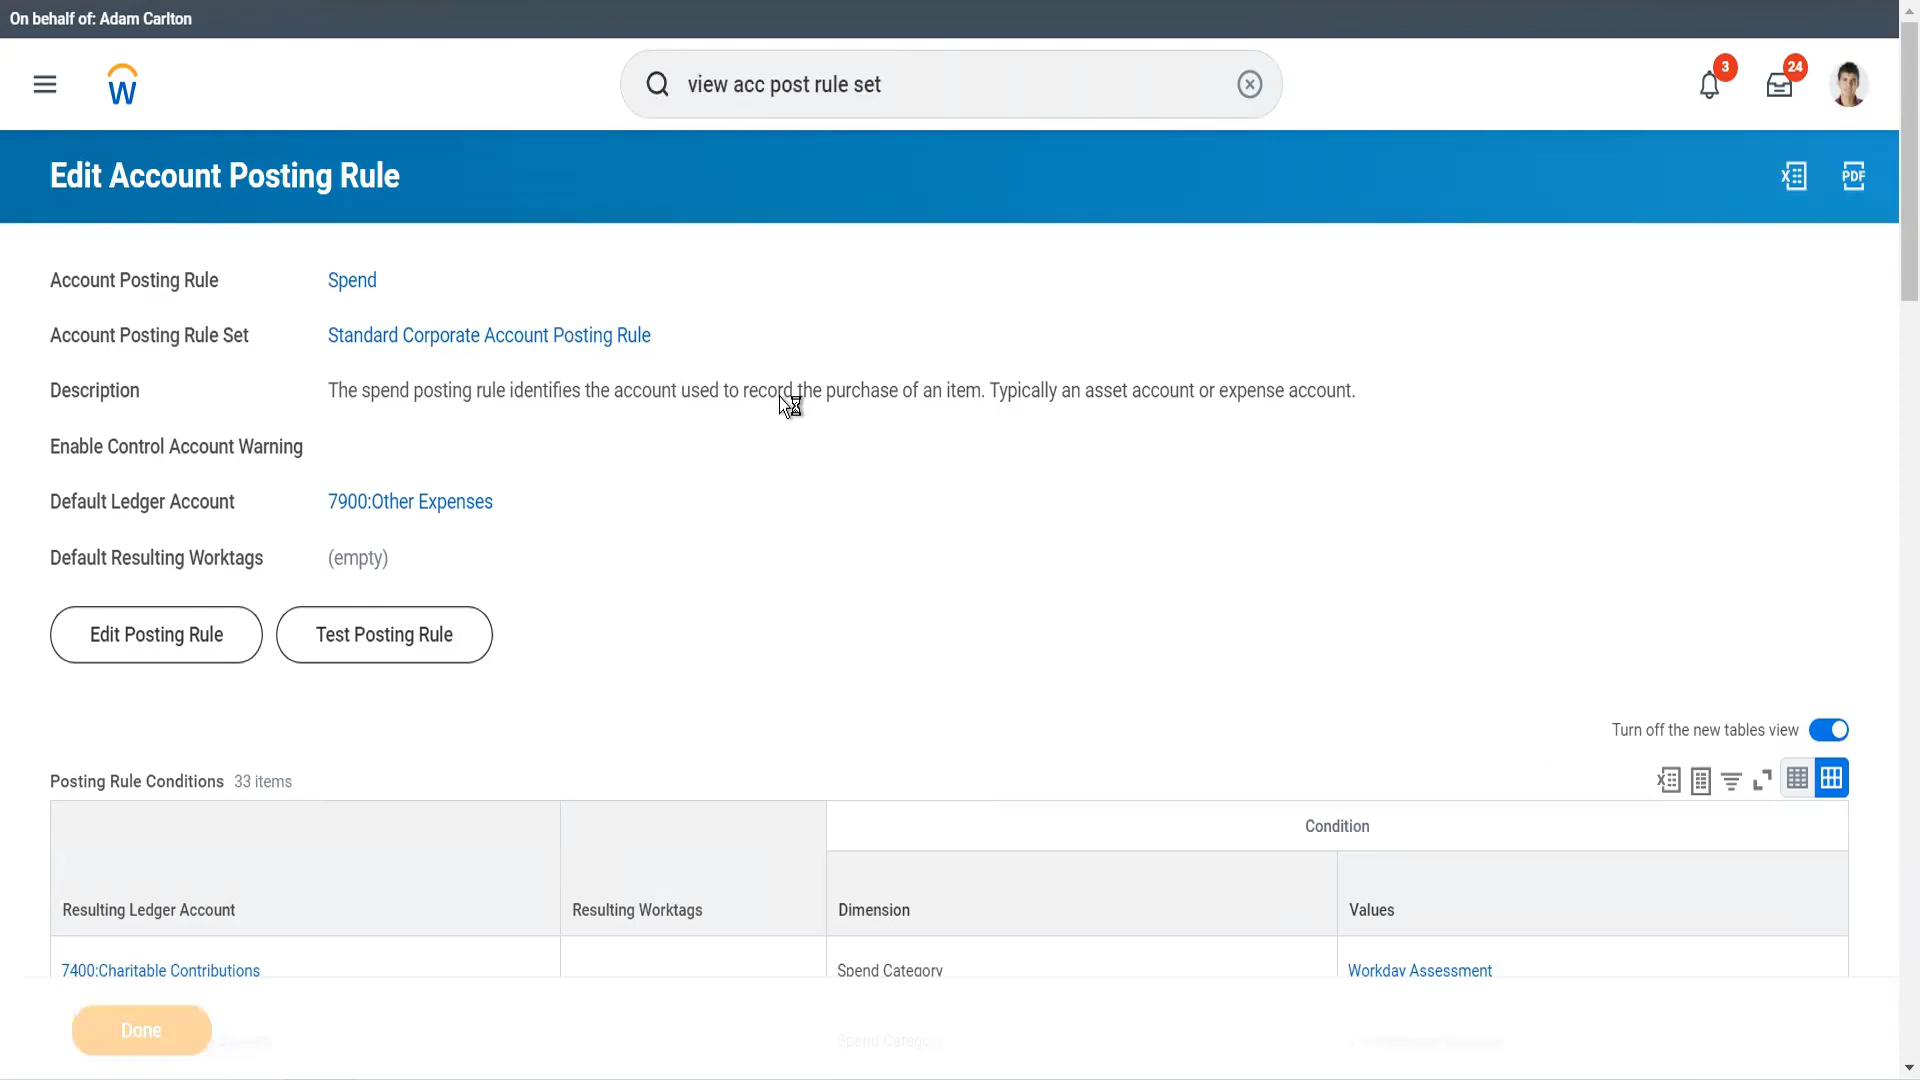 On behalf of: Adam Carlton
W
view acc post rule set
3
24
Edit Account Posting Rule
X
PDF
Account Posting Rule Spend
Account Posting Rule Set Standard Corporate Account Posting Rule
Description The spend posting rule identifies the account used to record the purchase of an item. Typically an asset account or expense account.
Enable Control Account Warning
Default Ledger Account 7900:Other Expenses
Default Resulting Worktags (empty)
Edit Posting Rule Test Posting Rule
Turn off the new tables view
Posting Rule Conditions 33 items
X
Condition
Resulting Ledger Account Resulting Worktags Dimension Values
7400:Charitable Contributions Spend Category Workday Assessment
Done
Spend Category